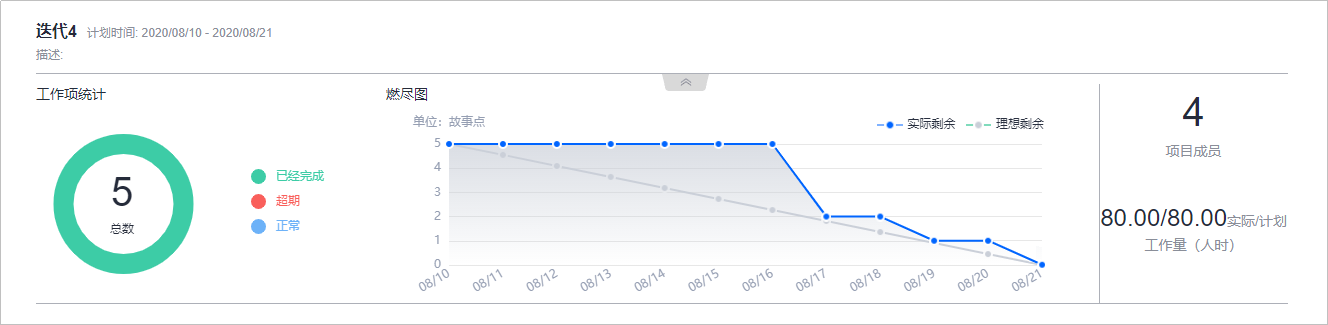 迭代4 计划时间: 2020/08/10 - 2020/08/21
描述:
工作项统计
5
总数
已经完成
超期
正常
燃尽图
单位：故事点
实际剩余 理想剩余
5
4
3
2
1
0
08/10 08/11 08/12 08/13 08/14 08/15 08/16 08/17 08/18 08/19 08/20 08/21
4
项目成员
80.00/80.00实际/计划
工作量（人时）